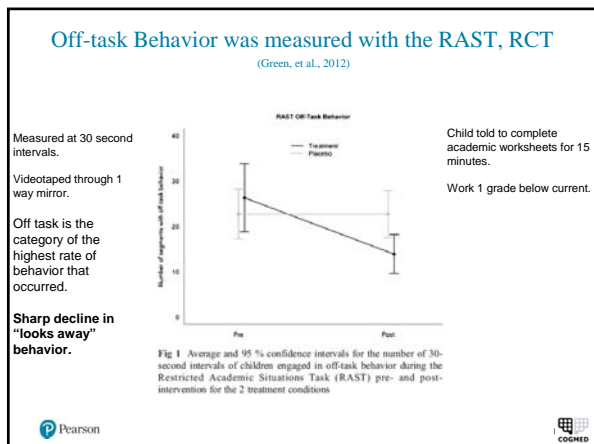 Off-task Behavior was measured with the RAST, RCT
(Green, et al., 2012)
Measured at 30 second
intervals.
Videotaped through 1
way mirror.
Off task is the
category of the
highest rate of
behavior that
occurred.
Sharp decline in
“looks away”
behavior.
RAST Off-Task Behavior
Treatment
Placebo
Number of segments with off-task behavior
40
30
20
10
0
Pre
Post
Fig 1 Average and 95 % confidence intervals for the number of 30-
second intervals of children engaged in off-task behavior during the
Restricted Academic Situations Task (RAST) pre- and post-
intervention for the 2 treatment conditions
Child told to complete
academic worksheets for 15
minutes.
Work 1 grade below current.
Pearson
COGMED